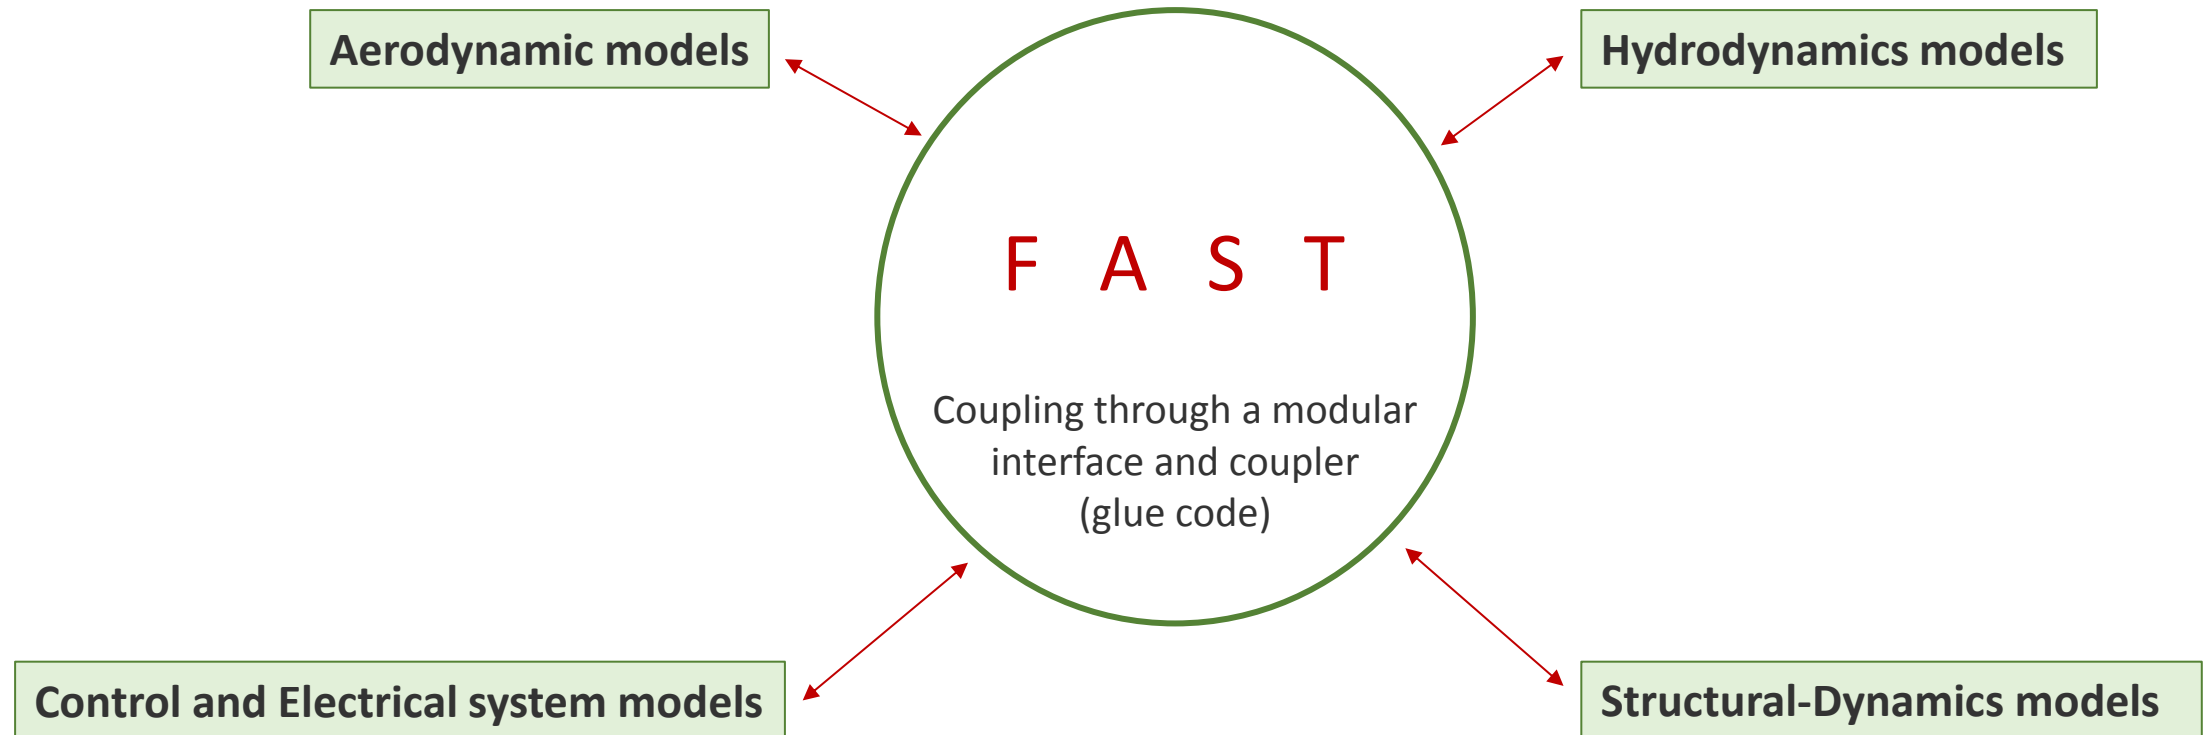 Aerodynamic models
Hydrodynamics models
F A S T
Coupling through a modular
interface and coupler
(glue code)
Control and Electrical system models
Structural-Dynamics models